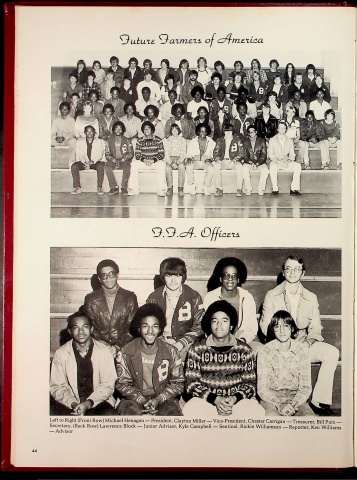 Future Farmers of America
F.F.A. Officers
Left to Right (Front Row) Michael Henagan — President, Clayton Miller — Vice-President, Chester Carrigan — Treasurer, Bill Putz —
Secretary, (Back Row) Lawrence Block — Junior Advisor, Kyle Campbell — Sentinel, Rickie Williamson — Reporter, Ken Williams
— Advisor
44